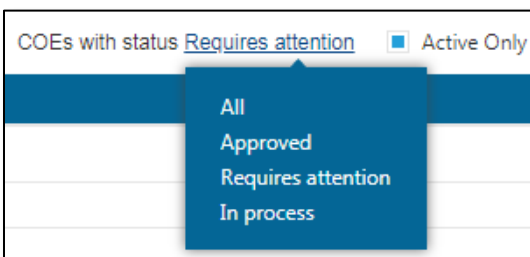 COEs with status Requires attention Active Only
All
Approved
Requires attention
In process